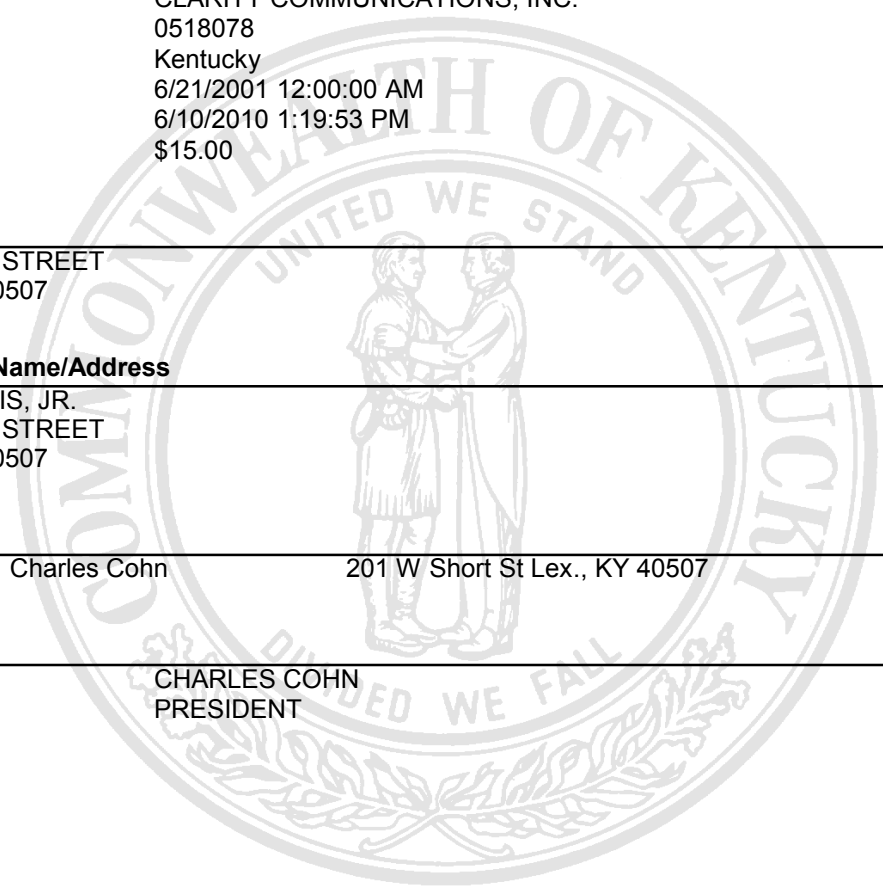 CLARITY COMMUNICATIONS, INC.
0518078
Kentucky
6/21/2001 12:00:00 AM
6/10/2010 1:19:53 PM
$15.00
STREET
0507
Name/Address
IS, JR.
STREET
0507
Charles Cohn 201 W Short St Lex., KY 40507
CHARLES COHN
PRESIDENT
COMMONWEALTH OF KENTUCKY
UNITED WE STAND
DIVIDED WE FALL